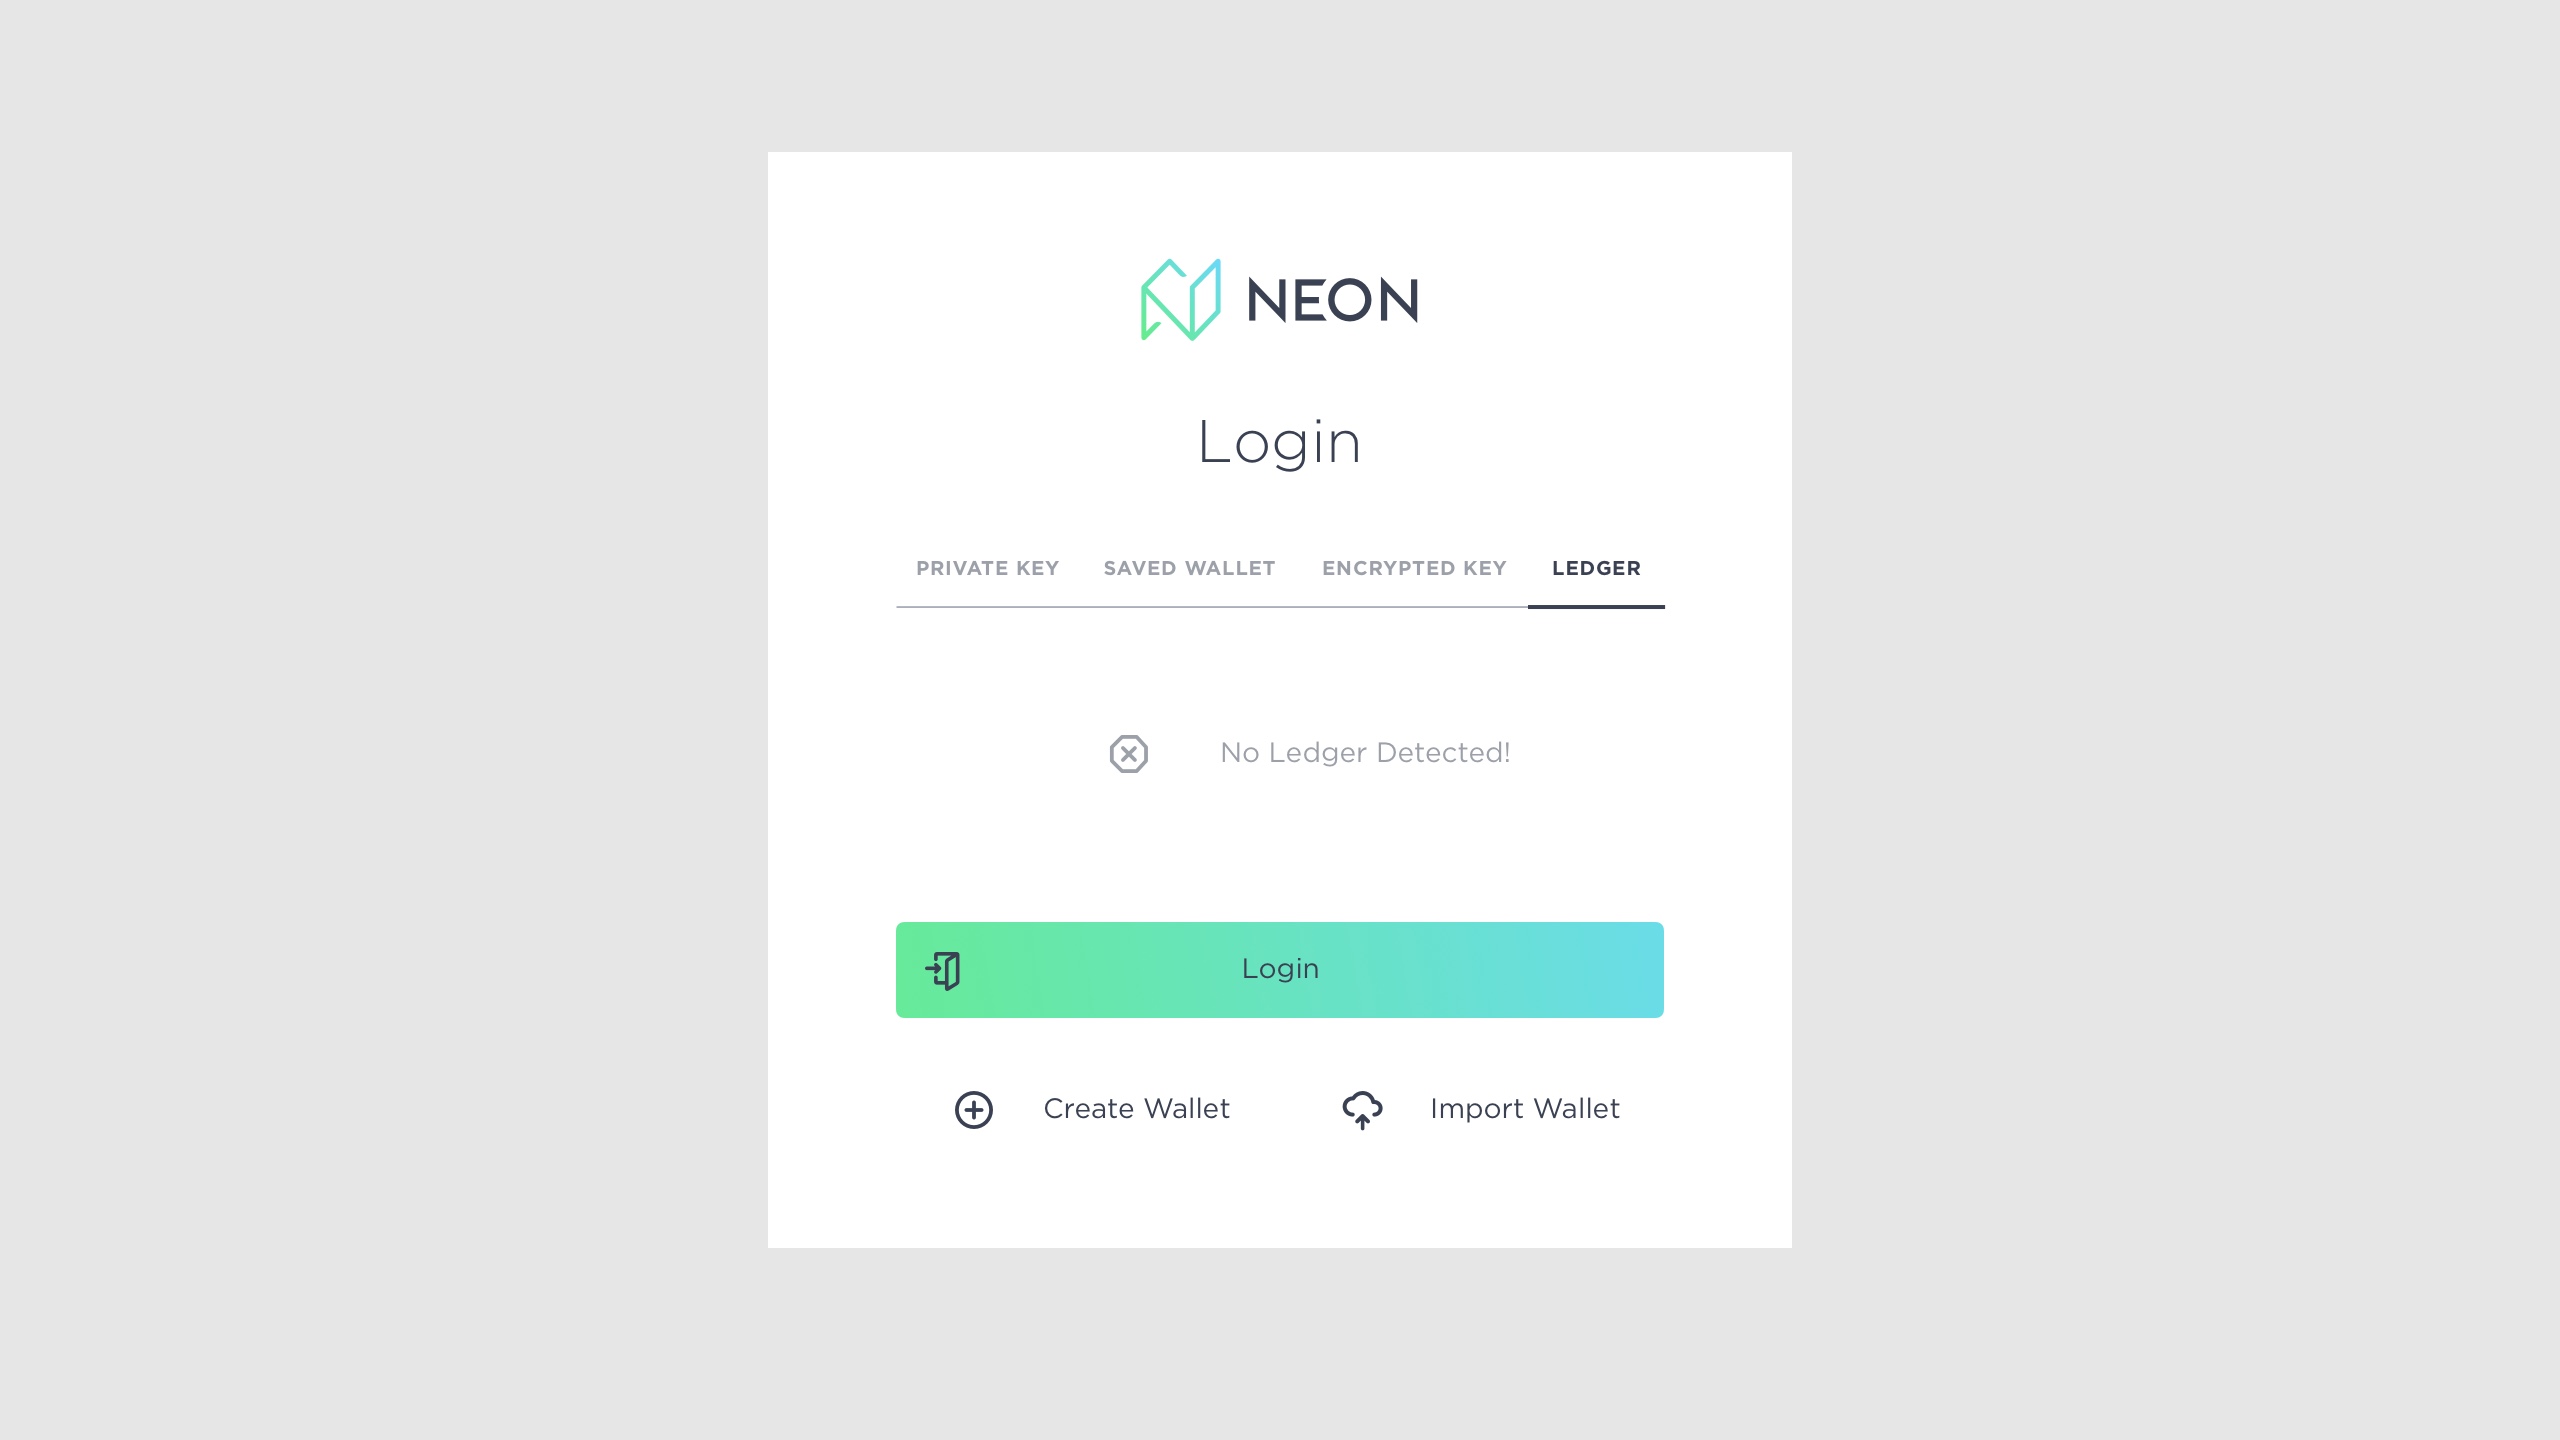 NEON
Login
PRIVATE KEY SAVED WALLET ENCRYPTED KEY LEDGER
No Ledger Detected!
Login
Create Wallet Import Wallet